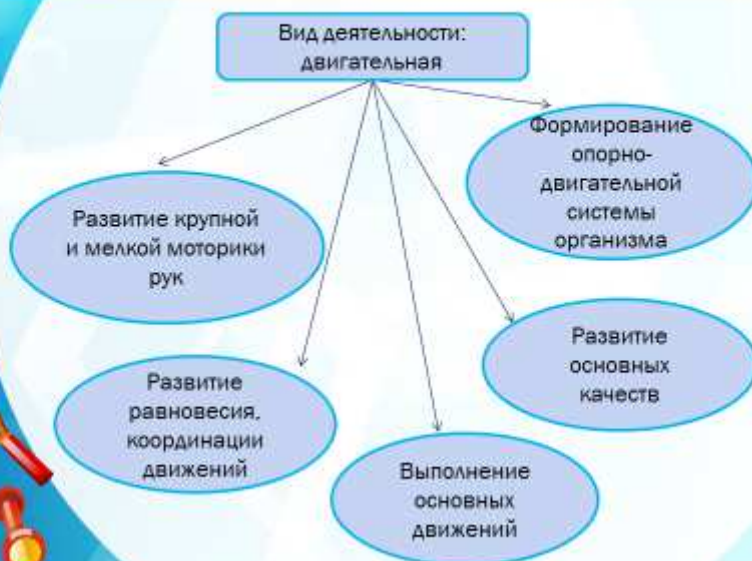 Вид деятельности:
двигательная
Формирование
опорно-
двигательной
системы
организма
Развитие крупной
и мелкой моторики
рук
Развитие
основных
качеств
Развитие
равновесия,
координации
движений
Выполнение
основных
движений